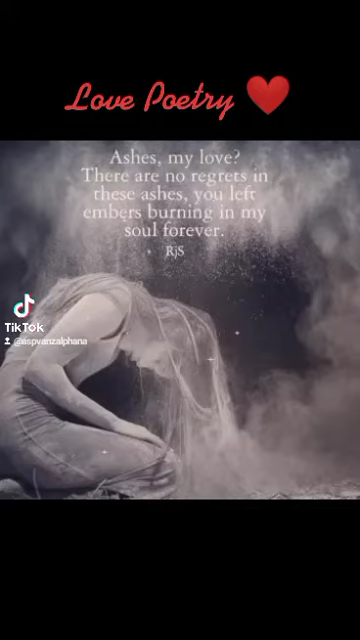 Love Poetry ❤️
Ashes, my love?
There are no regrets in
these ashes, you left
embers burning in my
soul forever.
RjS
TikTok
@aspvanzalphana